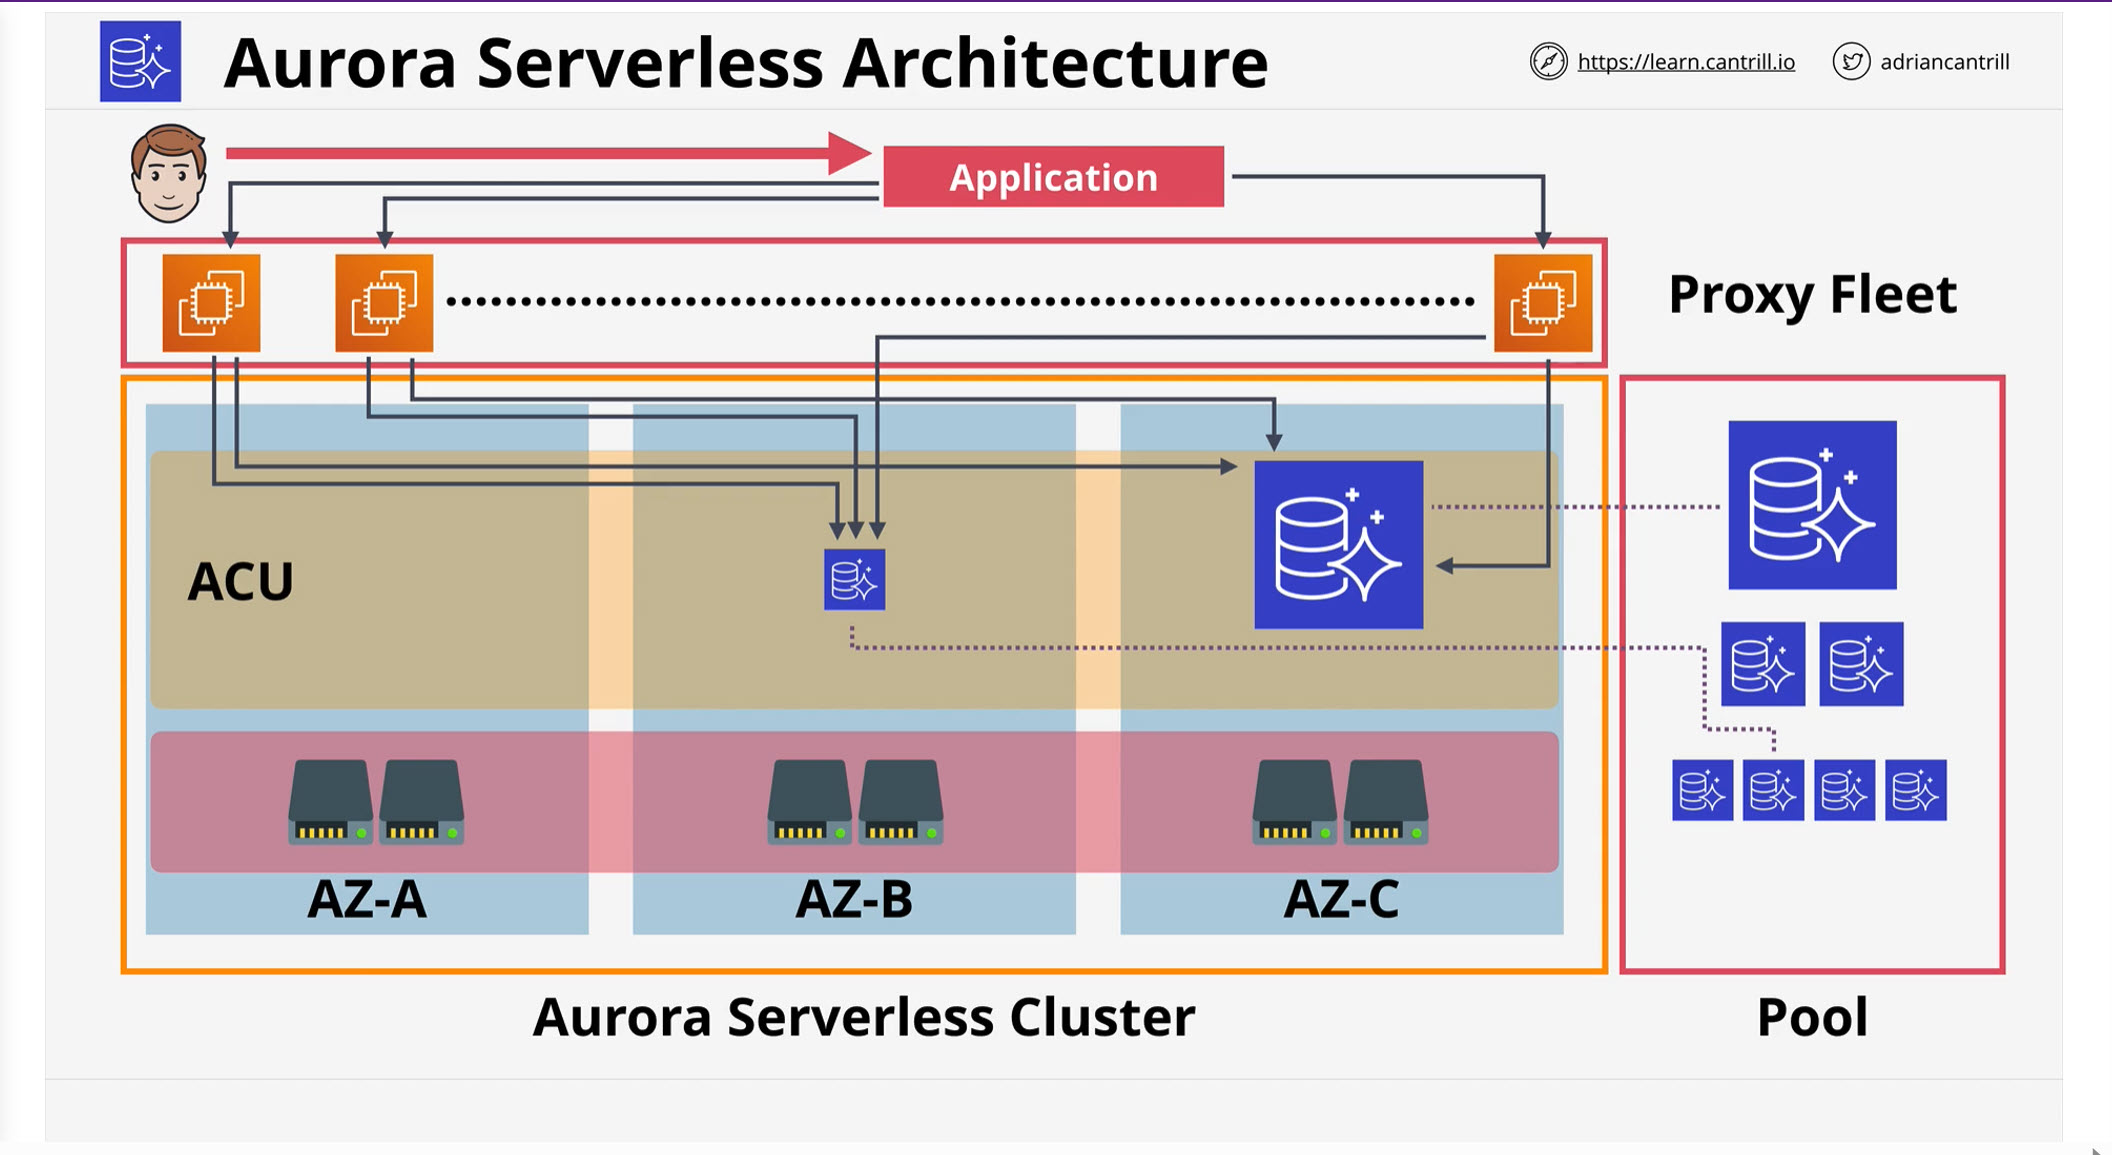 Aurora Serverless Architecture
https://learn.cantrill.io
adriancantrill
Application
Proxy Fleet
ACU
AZ-A
AZ-B
AZ-C
Aurora Serverless Cluster
Pool